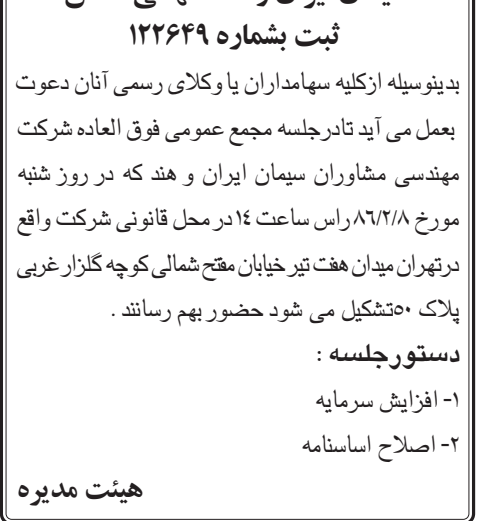 ثبت بشماره ۱۲۲۶۴۹
بدینوسیله ازکلیه سهامداران یا وکلای رسمی آنان دعوت
بعمل می آید تادرجلسه مجمع عمومی فوق العاده شرکت
مهندسی مشاوران سیمان ایران و هند که در روز شنبه
مورخ ۸۶/۲/۸ راس ساعت ۱۴ در محل قانونی شرکت واقع
درتهران میدان هفت تیر خیابان مفتح شمالی کوچه گلزار غربی
پلاک ۵۰ تشکیل می شود حضور بهم رسانند .
دستورجلسه :
۱- افزایش سرمایه
۲- اصلاح اساسنامه
هیئت مدیره